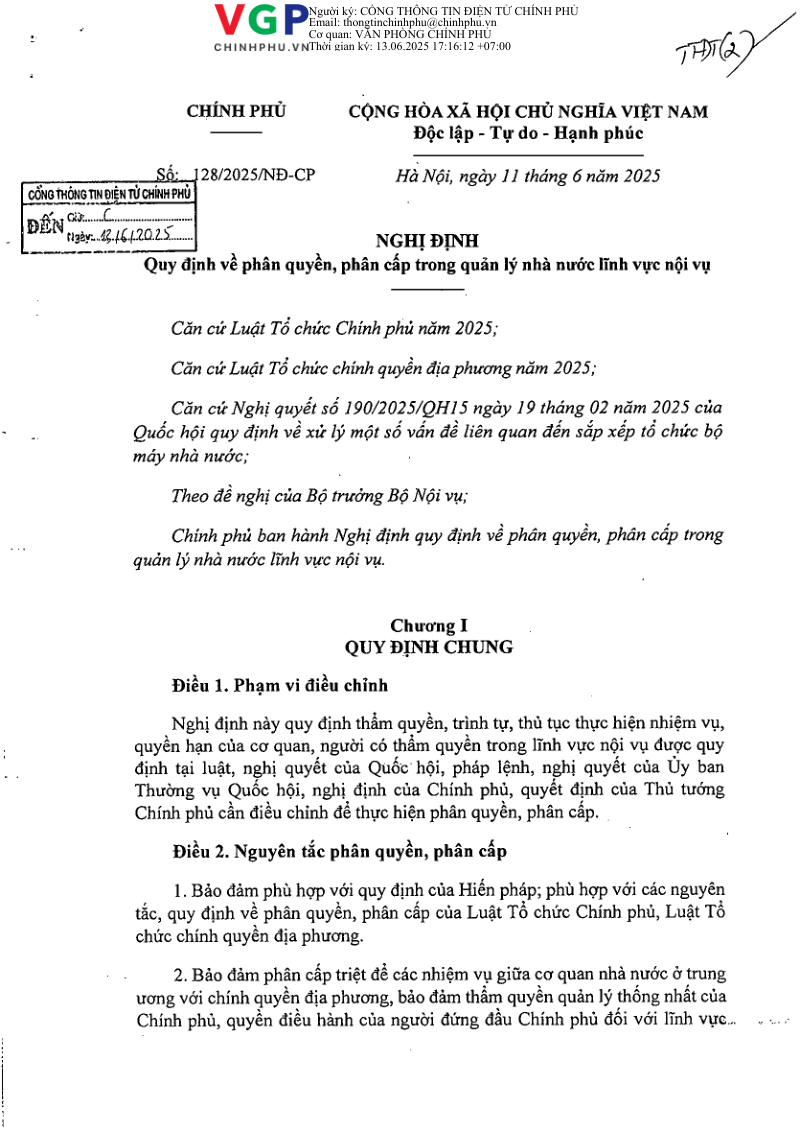 VGP
CHINHPHU.VN
Người ký: CỔNG THÔNG TIN ĐIỆN TỬ CHÍNH PHỦ
Email: thongtinchinhphu@chinhphu.vn
Cơ quan: VĂN PHÒNG CHÍNH PHỦ
Thời gian ký: 13.06.2025 17:16:12 +07:00
TTĐT(2)
CHÍNH PHỦ
CỘNG HÒA XÃ HỘI CHỦ NGHĨA VIỆT NAM
Độc lập - Tự do - Hạnh phúc
Số: 128/2025/NĐ-CP
Hà Nội, ngày 11 tháng 6 năm 2025
CỔNG THÔNG TIN ĐIỆN TỬ CHÍNH PHỦ
ĐẾN
Giờ: C
Ngày: 13/6/2025
NGHỊ ĐỊNH
Quy định về phân quyền, phân cấp trong quản lý nhà nước lĩnh vực nội vụ
Căn cứ Luật Tổ chức Chính phủ năm 2025;
Căn cứ Luật Tổ chức chính quyền địa phương năm 2025;
Căn cứ Nghị quyết số 190/2025/QH15 ngày 19 tháng 02 năm 2025 của
Quốc hội quy định về xử lý một số vấn đề liên quan đến sắp xếp tổ chức bộ
máy nhà nước;
Theo đề nghị của Bộ trưởng Bộ Nội vụ;
Chính phủ ban hành Nghị định quy định về phân quyền, phân cấp trong
quản lý nhà nước lĩnh vực nội vụ.
Chương I
QUY ĐỊNH CHUNG
Điều 1. Phạm vi điều chỉnh
Nghị định này quy định thẩm quyền, trình tự, thủ tục thực hiện nhiệm vụ,
quyền hạn của cơ quan, người có thẩm quyền trong lĩnh vực nội vụ được quy
định tại luật, nghị quyết của Quốc hội, pháp lệnh, nghị quyết của Ủy ban
Thường vụ Quốc hội, nghị định của Chính phủ, quyết định của Thủ tướng
Chính phủ cần điều chỉnh để thực hiện phân quyền, phân cấp.
Điều 2. Nguyên tắc phân quyền, phân cấp
1. Bảo đảm phù hợp với quy định của Hiến pháp; phù hợp với các nguyên
tắc, quy định về phân quyền, phân cấp của Luật Tổ chức Chính phủ, Luật Tổ
chức chính quyền địa phương.
2. Bảo đảm phân cấp triệt để các nhiệm vụ giữa cơ quan nhà nước ở trung
ương với chính quyền địa phương, bảo đảm thẩm quyền quản lý thống nhất của
Chính phủ, quyền điều hành của người đứng đầu Chính phủ đối với lĩnh vực